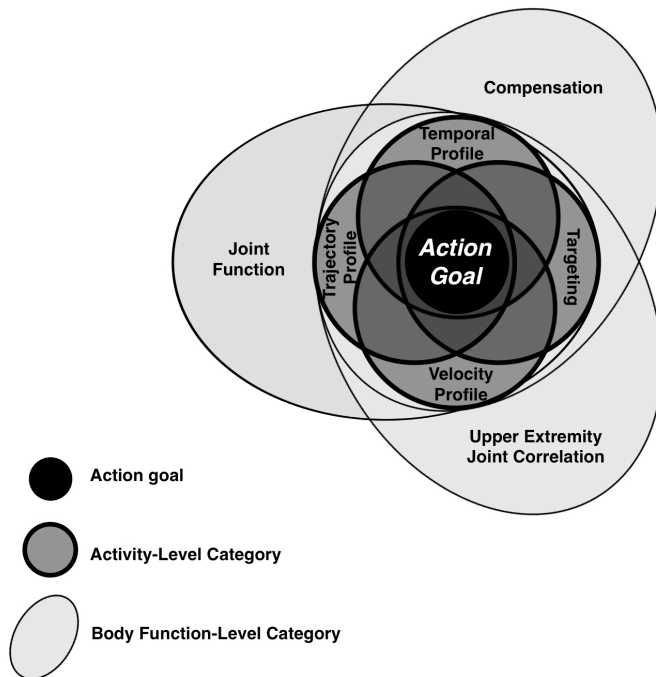 Compensation
Temporal
Profile
Joint
Function
Trajectory
Profile
Action
Goal
Targeting
Velocity
Profile
Upper Extremity
Joint Correlation
Action goal
Activity-Level Category
Body Function-Level Category